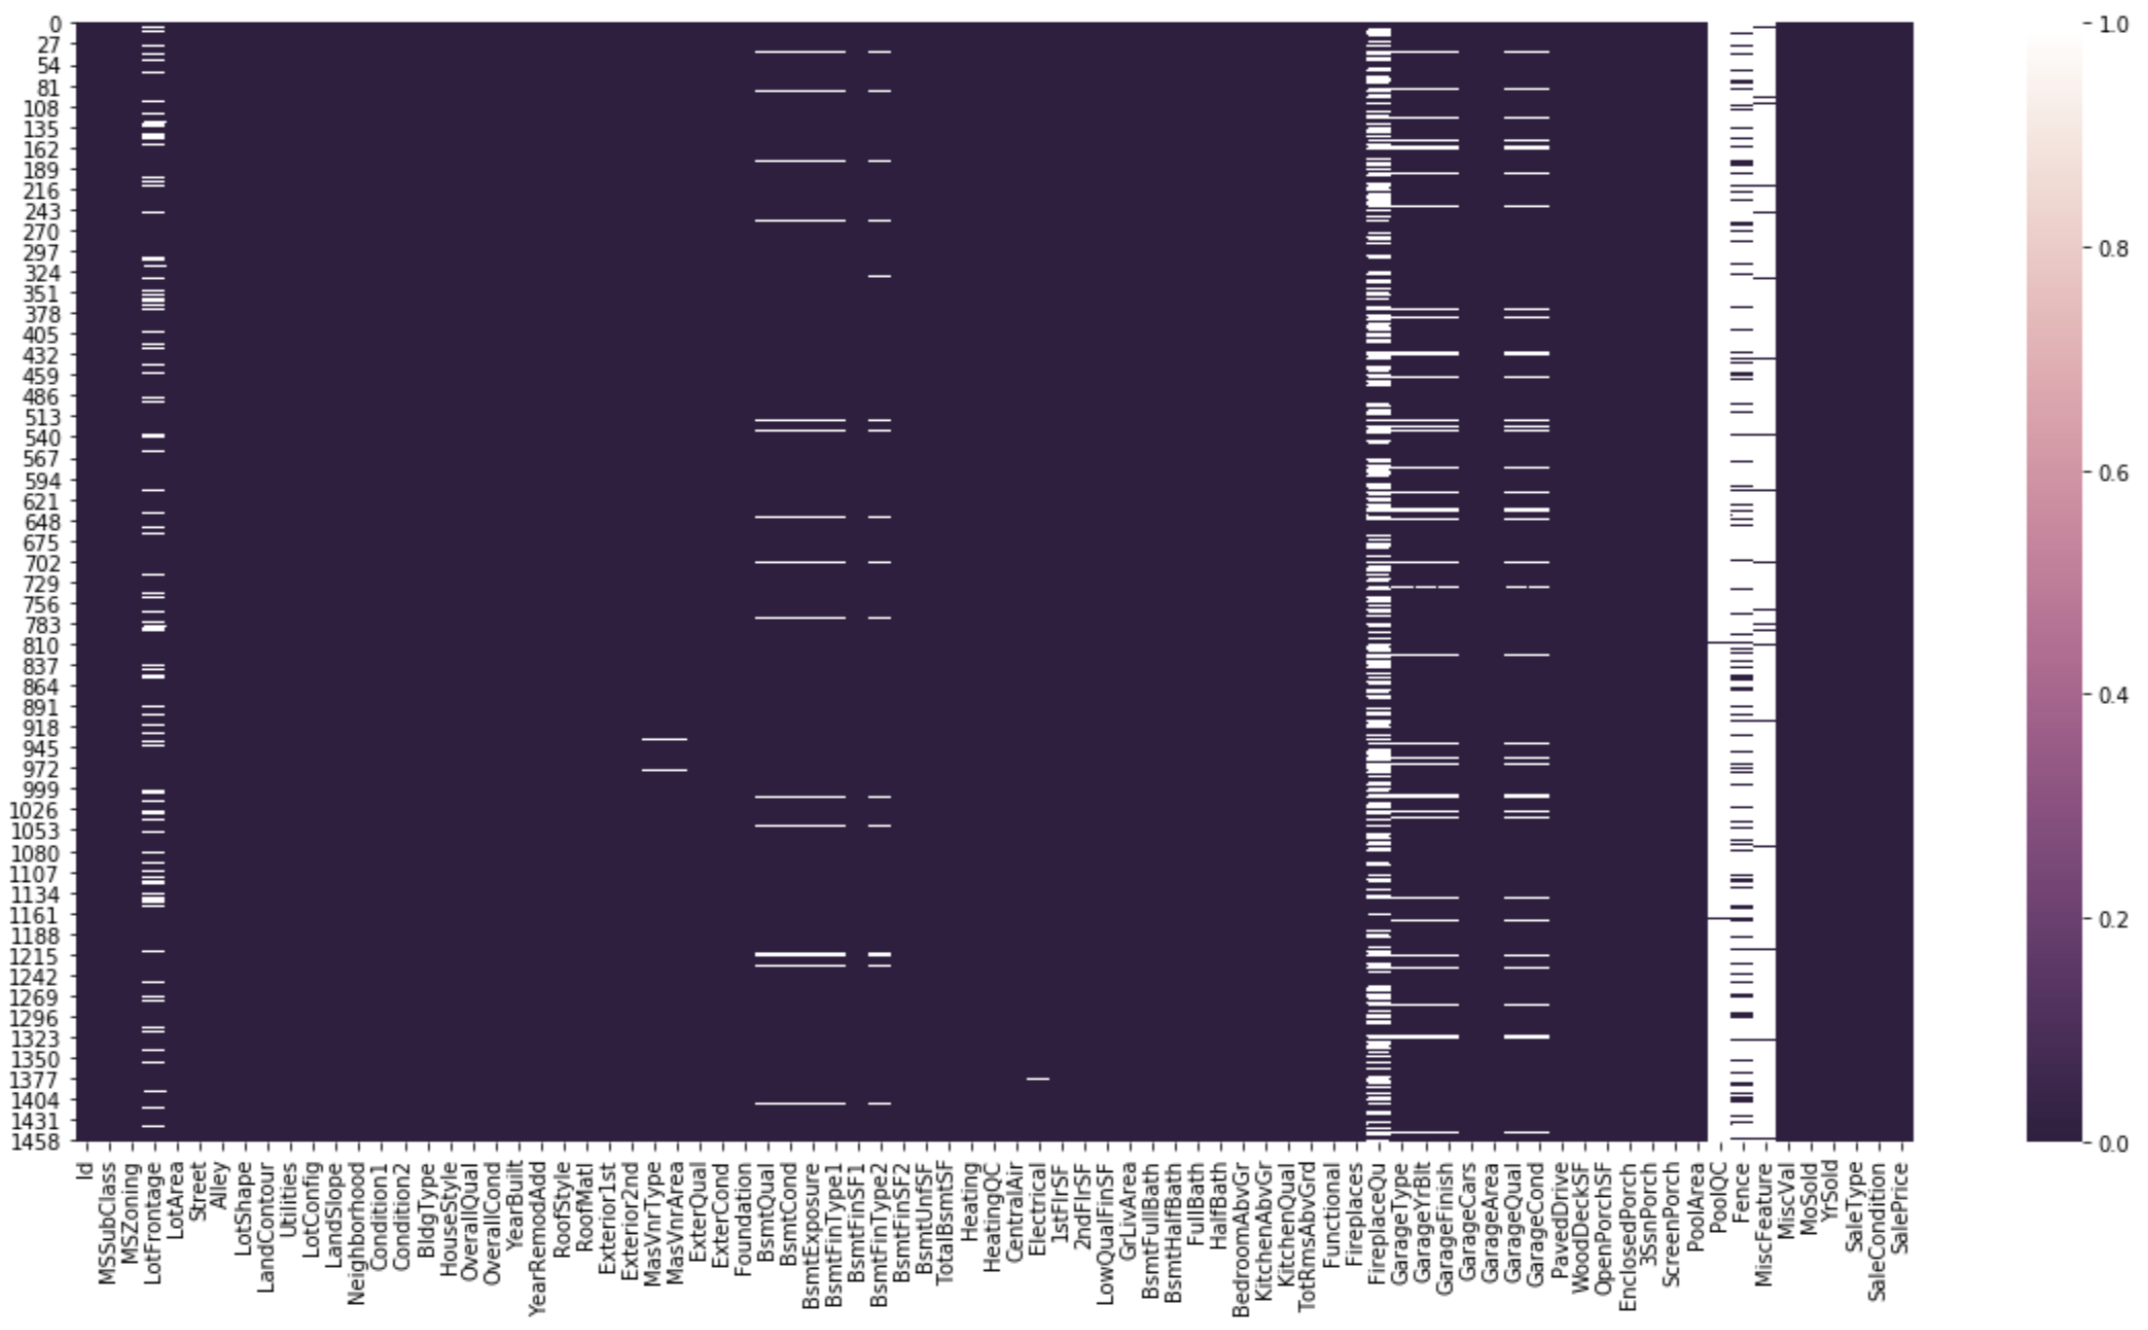 0
27
54
81
108
135
162
189
216
243
270
297
324
351
378
405
432
459
486
513
540
567
594
621
648
675
702
729
756
783
810
837
864
891
918
945
972
999
1026
1053
1080
1107
1134
1161
1188
1215
1242
1269
1296
1323
1350
1377
1404
1431
1458
Id
MSSubClass
MSZoning
LotFrontage
LotArea
Street
Alley
LotShape
LandContour
Utilities
LotConfig
LandSlope
Neighborhood
Condition1
Condition2
BldgType
HouseStyle
OverallQual
OverallCond
YearBuilt
YearRemodAdd
RoofStyle
RoofMatl
Exterior1st
Exterior2nd
MasVnrType
MasVnrArea
ExterQual
ExterCond
Foundation
BsmtQual
BsmtCond
BsmtExposure
BsmtFinType1
BsmtFinSF1
BsmtFinType2
BsmtFinSF2
BsmtUnfSF
TotalBsmtSF
Heating
HeatingQC
CentralAir
Electrical
1stFlrSF
2ndFlrSF
LowQualFinSF
GrLivArea
BsmtFullBath
BsmtHalfBath
FullBath
HalfBath
BedroomAbvGr
KitchenAbvGr
KitchenQual
TotRmsAbvGrd
Functional
Fireplaces
FireplaceQu
GarageType
GarageYrBlt
GarageFinish
GarageCars
GarageArea
GarageQual
GarageCond
PavedDrive
WoodDeckSF
OpenPorchSF
EnclosedPorch
3SsnPorch
ScreenPorch
PoolArea
PoolQC
Fence
MiscFeature
MiscVal
MoSold
YrSold
SaleType
SaleCondition
SalePrice
1.0
0.8
0.6
0.4
0.2
0.0